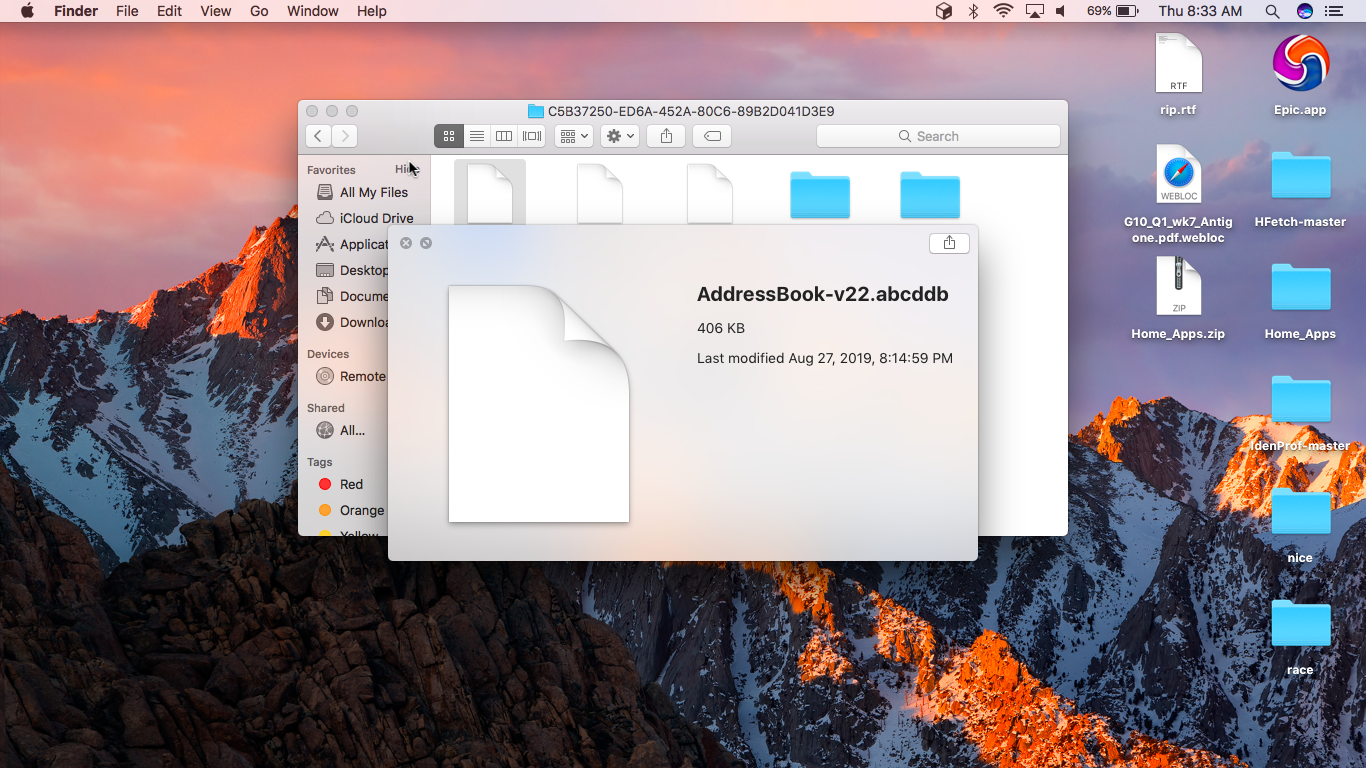 Finder File Edit View Go Window Help 69% Thu 8:33 AM
C5B37250-ED6A-452A-80C6-89B2D041D3E9
Search
Favorites
All My Files
iCloud Drive
Applicat
Desktop
Docume
Downloa
Devices
Remote
Shared
All...
Tags
Red
Orange
Yellow
AddressBook-v22.abcddb
406 KB
Last modified Aug 27, 2019, 8:14:59 PM
RTF
rip.rtf
Epic.app
WEBLOC
G10_Q1_wk7_Antig
one.pdf.webloc
HFetch-master
ZIP
Home_Apps.zip
Home_Apps
IdenProf-master
nice
race